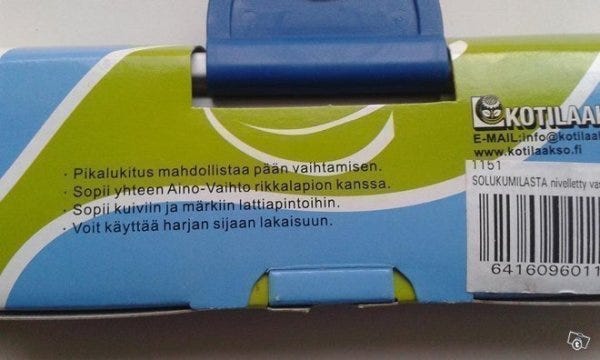 · Pikalukitus mahdollistaa pään vaihtamisen.
· Sopii yhteen Aino-Vaihto rikkalapion kanssa.
· Sopii kuiviin ja märkiin lattiapintoihin.
· Voit käyttää harjan sijaan lakaisuun.
E-MAIL:info@kotilaa
www.kotilaakso.fi
1151
SOLUKUMILASTA nivelletty
6416096011